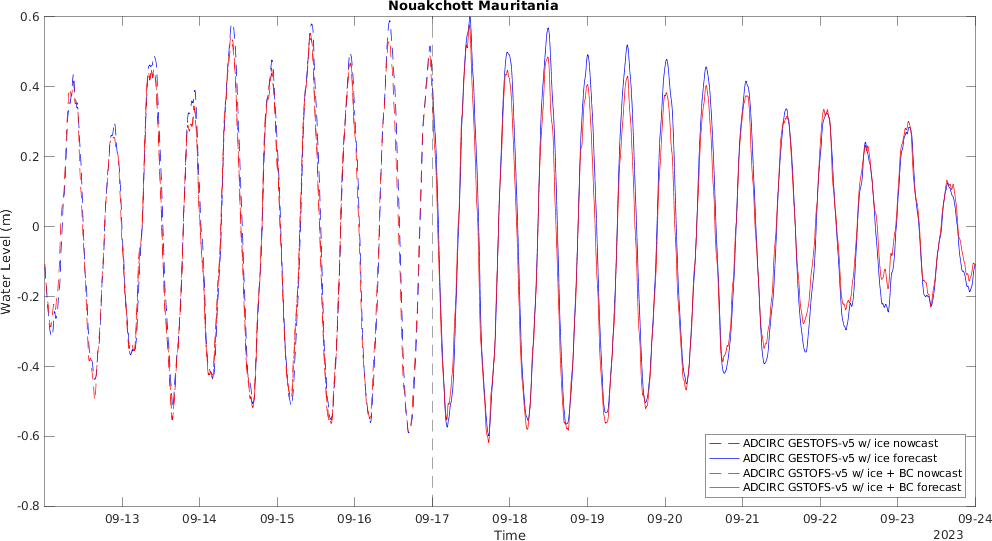 Nouakchott Mauritania
0.6
0.4
0.2
0
-0.2
-0.4
-0.6
-0.8
Water Level (m)
ADCIRC GESTOFS-v5 w/ ice nowcast
ADCIRC GESTOFS-v5 w/ ice forecast
ADCIRC GSTOFS-v5 w/ ice + BC nowcast
ADCIRC GSTOFS-v5 w/ ice + BC forecast
09-13 09-14 09-15 09-16 09-17 09-18 09-19 09-20 09-21 09-22 09-23 09-24
Time
2023